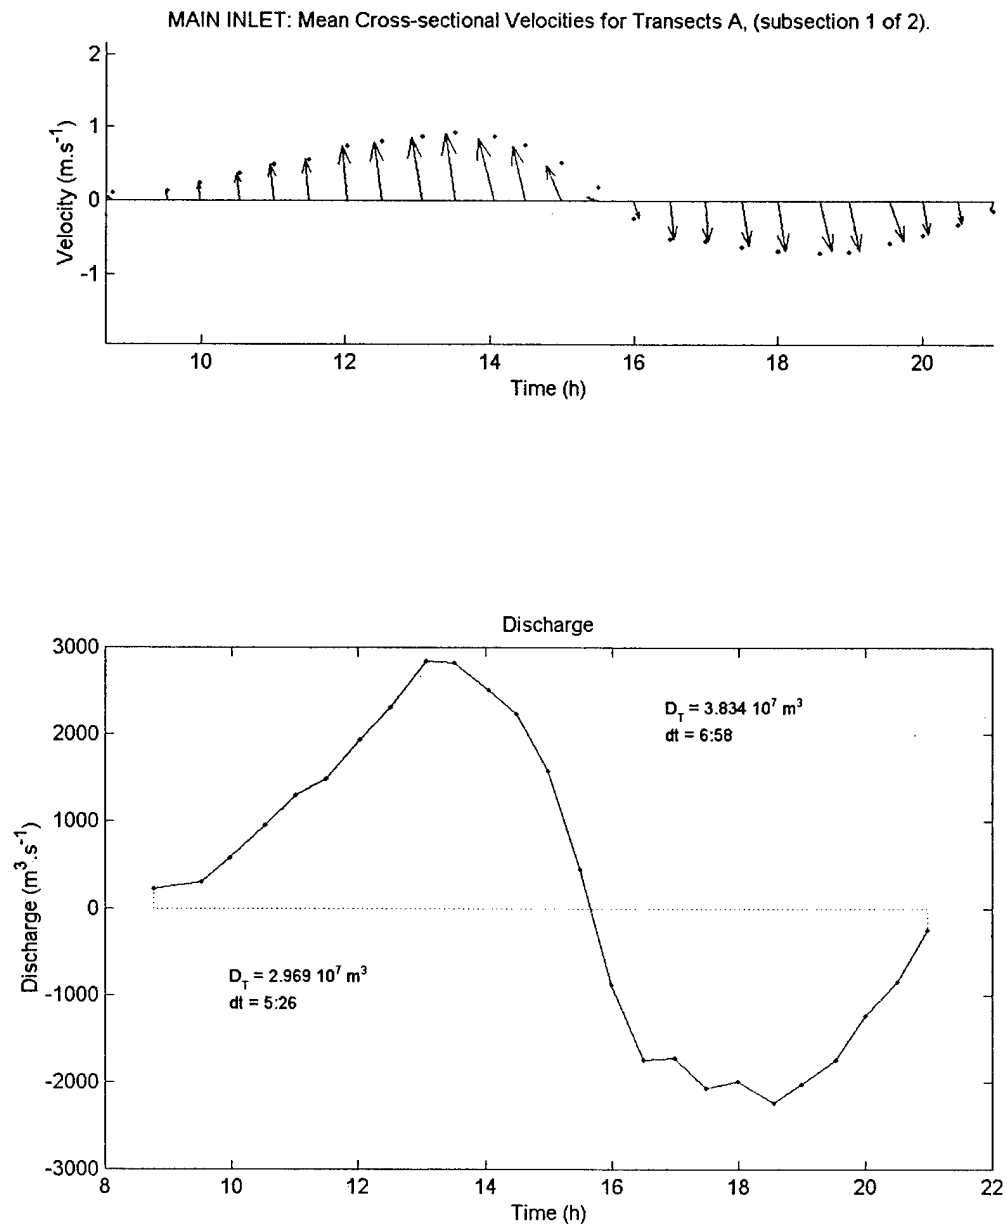 MAIN INLET: Mean Cross-sectional Velocities for Transects A, (subsection 1 of 2).
2
1
0
-1
Velocity (m.s⁻¹)
10 12 14 16 18 20
Time (h)
Discharge
3000
2000
1000
0
-1000
-2000
-3000
Discharge (m³.s⁻¹)
D_T = 3.834 10⁷ m³
dt = 6:58
D_T = 2.969 10⁷ m³
dt = 5:26
8 10 12 14 16 18 20 22
Time (h)